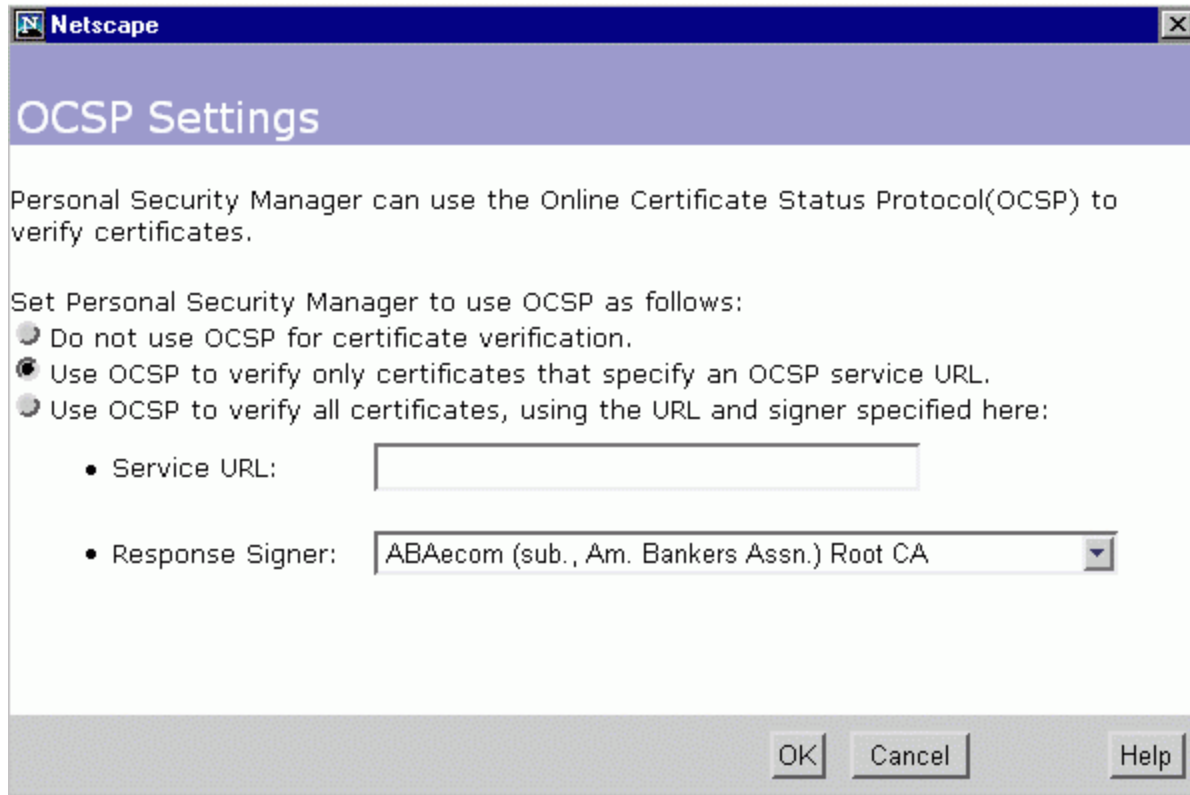 N Netscape
OCSP Settings
Personal Security Manager can use the Online Certificate Status Protocol(OCSP) to
verify certificates.
Set Personal Security Manager to use OCSP as follows:
Do not use OCSP for certificate verification.
Use OCSP to verify only certificates that specify an OCSP service URL.
Use OCSP to verify all certificates, using the URL and signer specified here:
• Service URL:
• Response Signer: ABAecom (sub., Am. Bankers Assn.) Root CA
OK Cancel Help